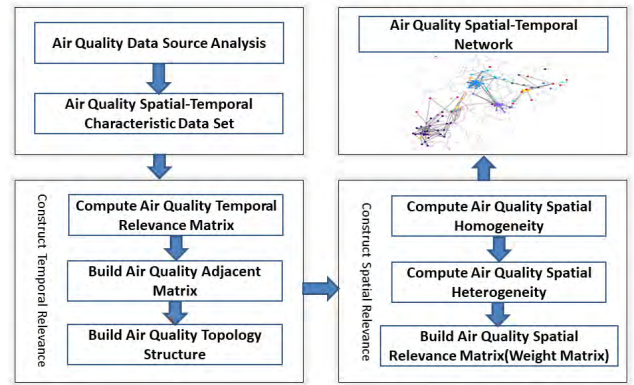 Air Quality Data Source Analysis
Air Quality Spatial-Temporal
Characteristic Data Set
Construct Temporal Relevance
Compute Air Quality Temporal
Relevance Matrix
Build Air Quality Adjacent
Matrix
Build Air Quality Topology
Structure
Construct Spatial Relevance
Compute Air Quality Spatial
Homogeneity
Compute Air Quality Spatial
Heterogeneity
Build Air Quality Spatial
Relevance Matrix(Weight Matrix)
Air Quality Spatial-Temporal
Network